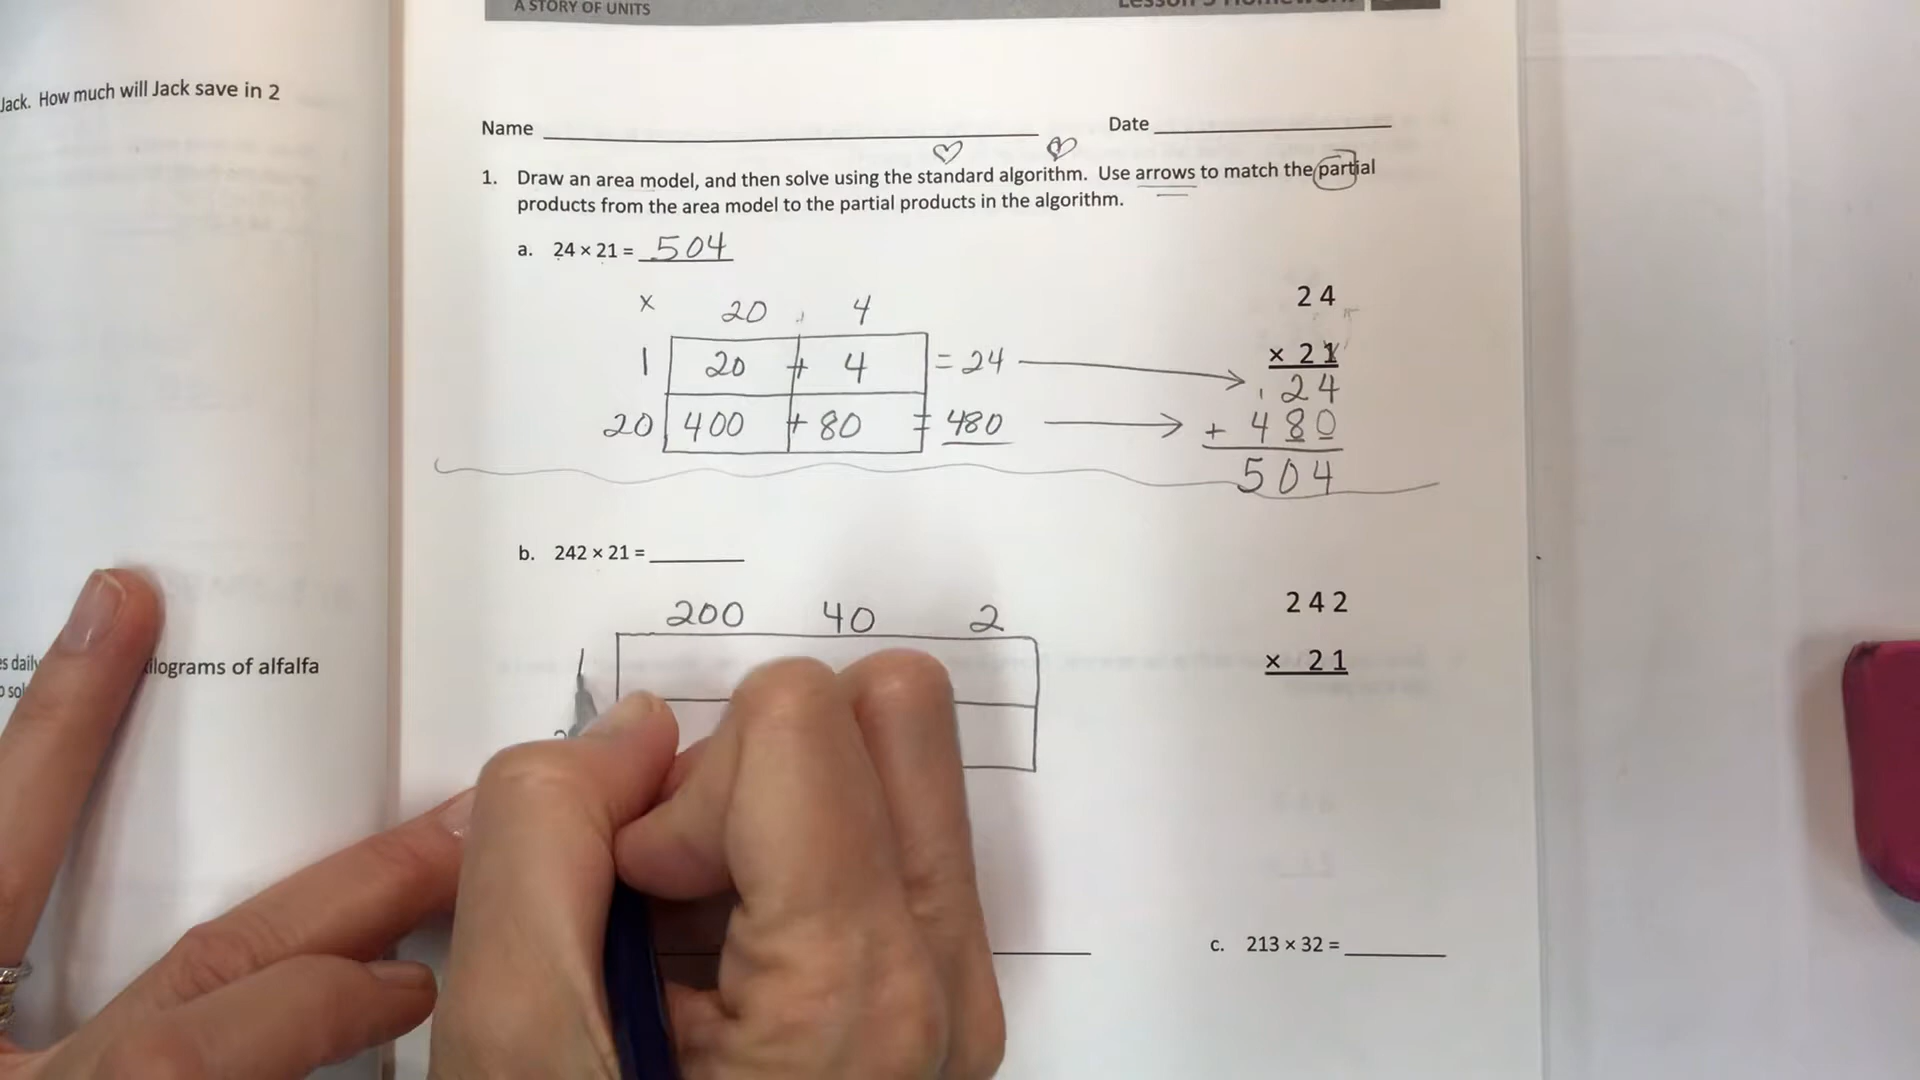 A STORY OF UNITS
Jack. How much will Jack save in 2
Name
Date
1. Draw an area model, and then solve using the standard algorithm. Use arrows to match the partial
products from the area model to the partial products in the algorithm.
a. 24 × 21 = 504
x 20 4
1 20 + 4 = 24
20 400 + 80 = 480
24
× 21
24
+ 480
504
b. 242 × 21 =
200 40 2
1
242
× 21
es daily
ilograms of alfalfa
c. 213 × 32 =